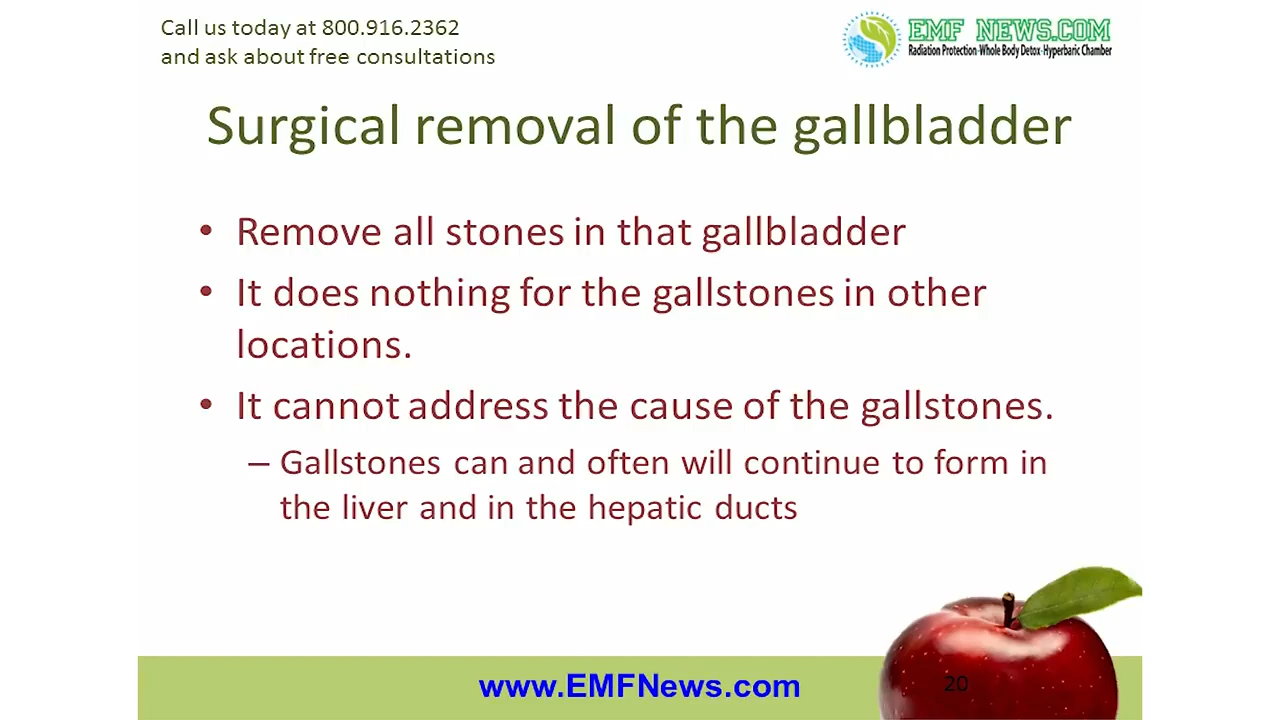 Call us today at 800.916.2362
and ask about free consultations
EMF NEWS.COM
Radiation Protection-Whole Body Detox-Hyperbaric Chamber
Surgical removal of the gallbladder
• Remove all stones in that gallbladder
• It does nothing for the gallstones in other
locations.
• It cannot address the cause of the gallstones.
– Gallstones can and often will continue to form in
the liver and in the hepatic ducts
www.EMFNews.com
20